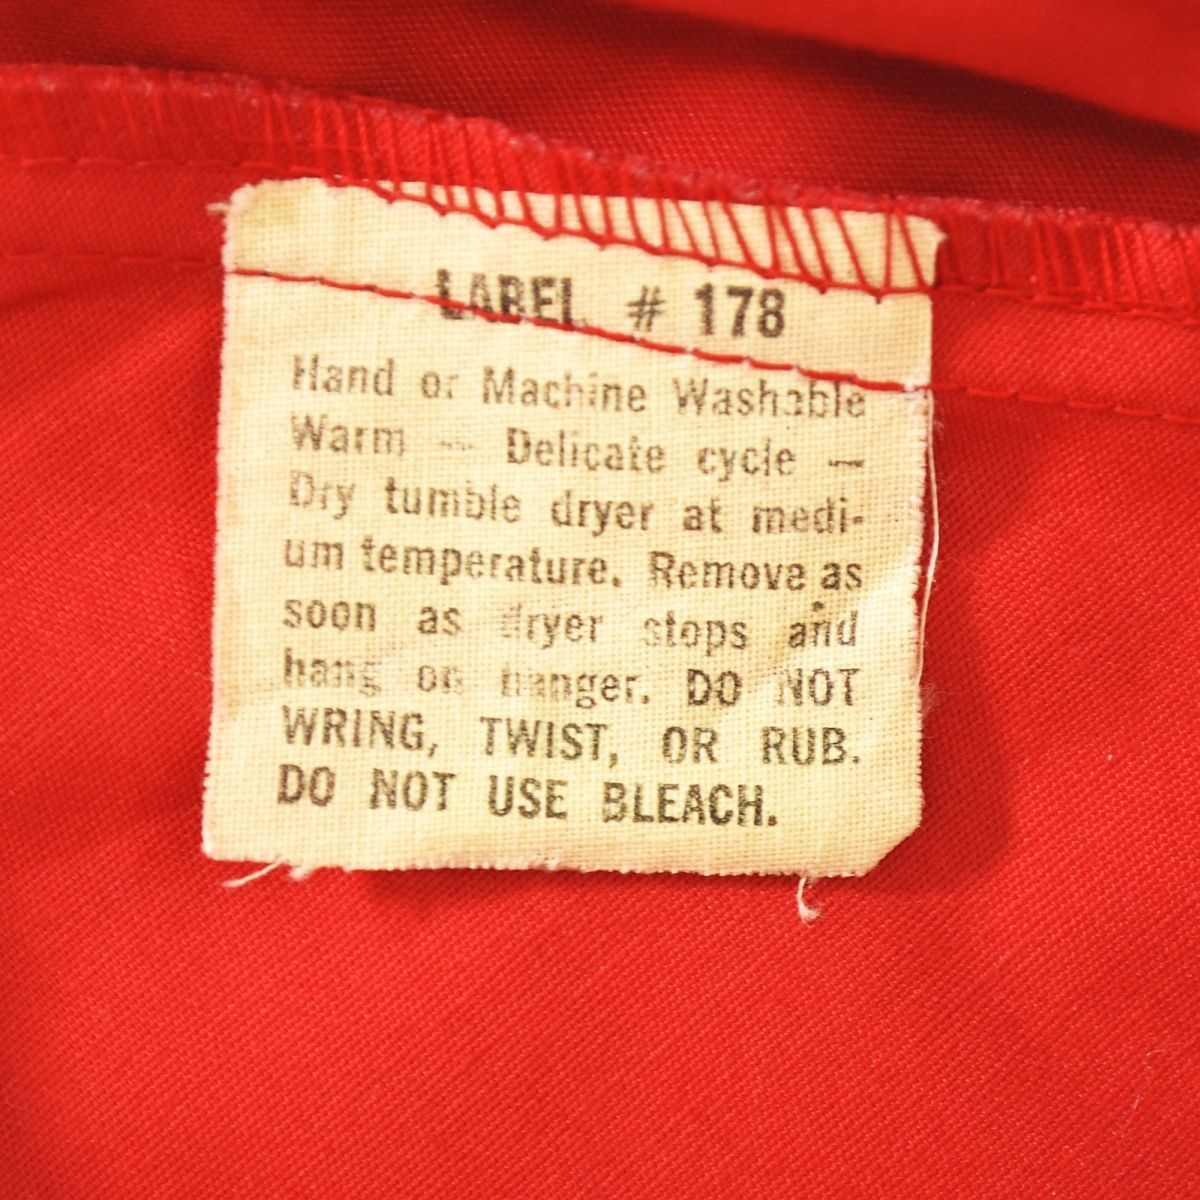 LABEL # 178
Hand or Machine Washable
Warm — Delicate cycle —
Dry tumble dryer at medi-
um temperature. Remove as
soon as dryer stops and
hang on hanger. DO NOT
WRING, TWIST, OR RUB.
DO NOT USE BLEACH.